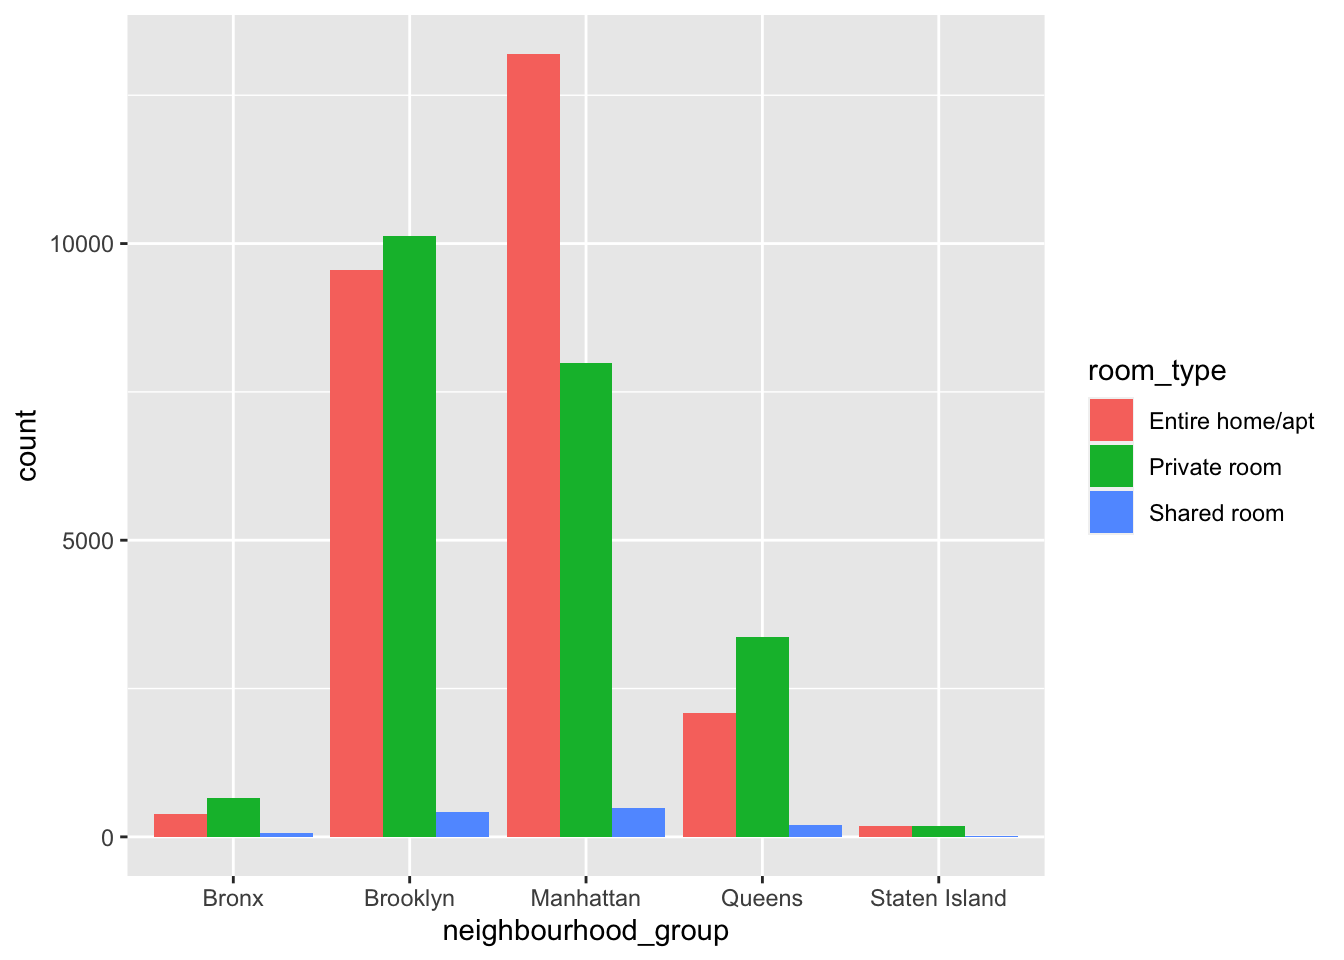 10000
5000
0
count
Bronx
Brooklyn
Manhattan
Queens
Staten Island
neighbourhood_group
room_type
Entire home/apt
Private room
Shared room